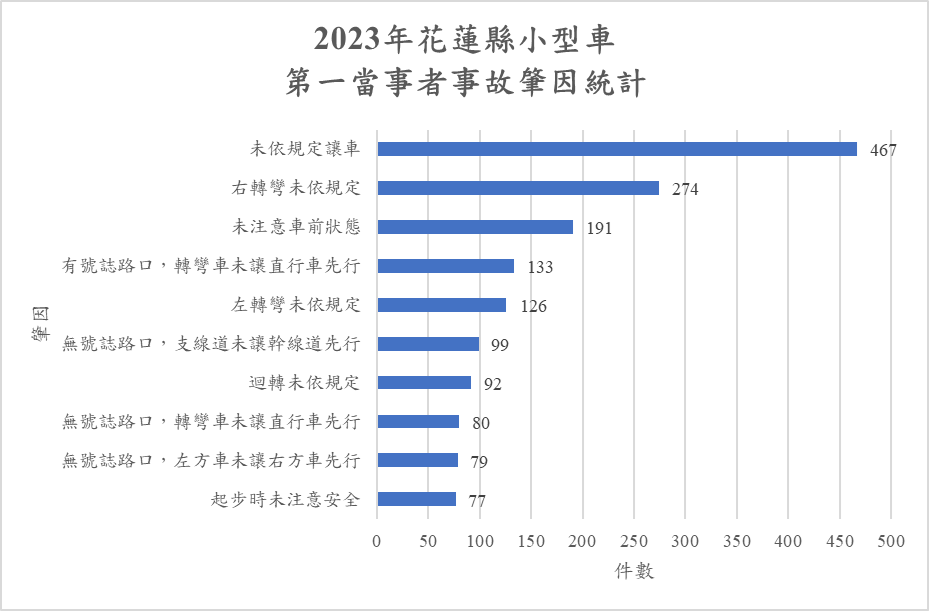 2023年花蓮縣小型車
第一當事者事故肇因統計
肇因
未依規定讓車 467
右轉彎未依規定 274
未注意車前狀態 191
有號誌路口，轉彎車未讓直行車先行 133
左轉彎未依規定 126
無號誌路口，支線道未讓幹線道先行 99
迴轉未依規定 92
無號誌路口，轉彎車未讓直行車先行 80
無號誌路口，左方車未讓右方車先行 79
起步時未注意安全 77
0 50 100 150 200 250 300 350 400 450 500
件數